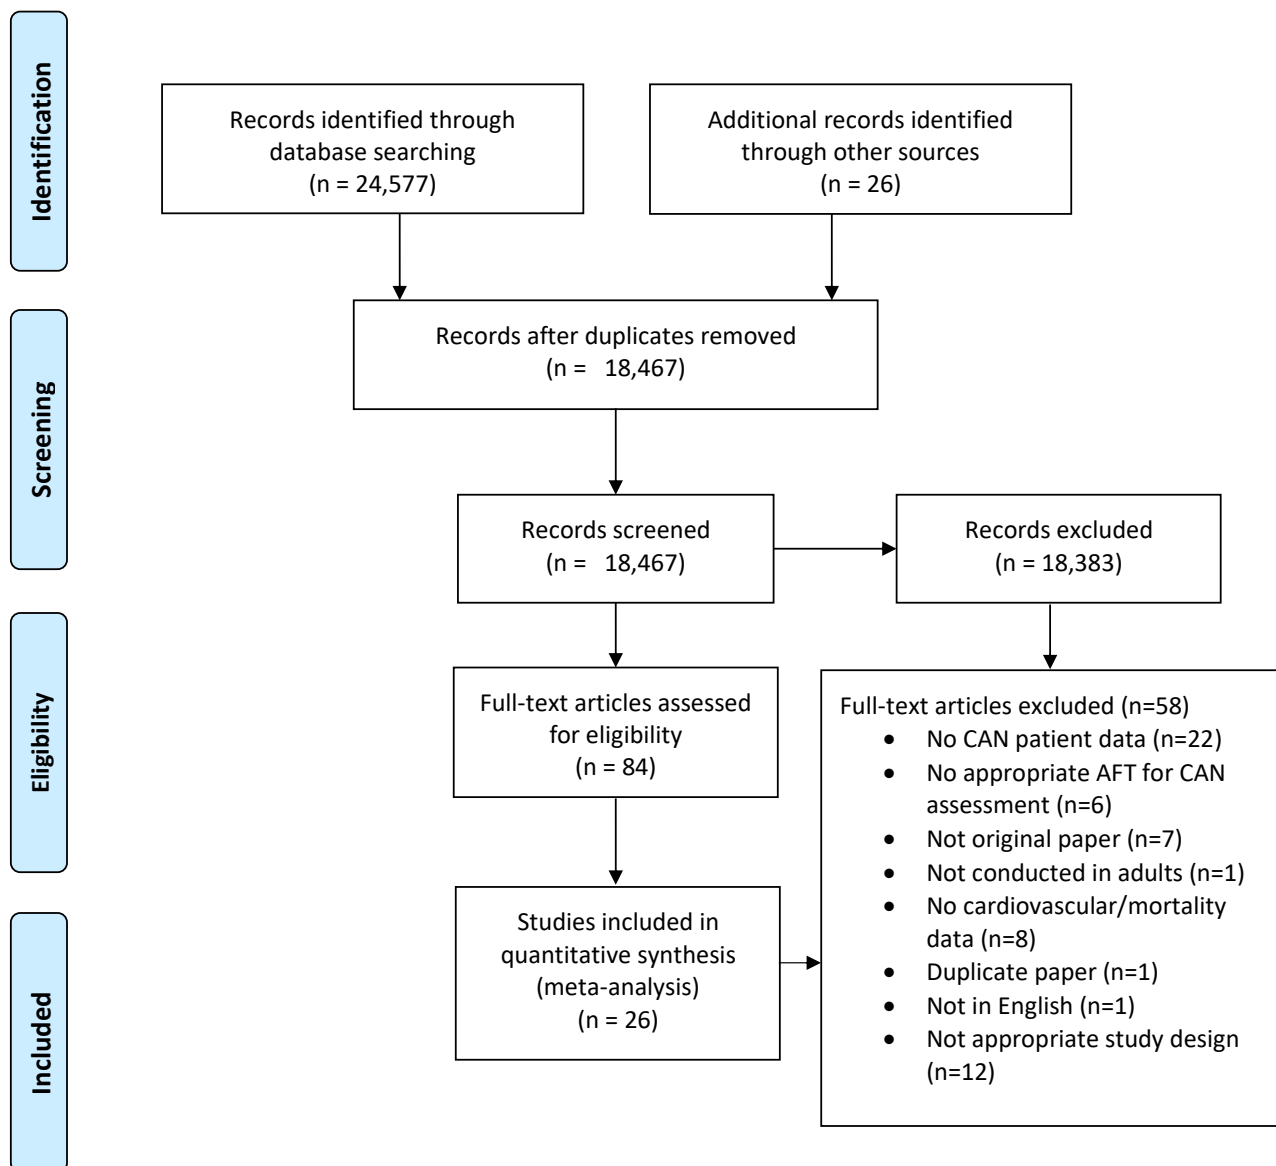 Identification
Records identified through
database searching
(n = 24,577)
Additional records identified
through other sources
(n = 26)
Screening
Records after duplicates removed
(n = 18,467)
Records screened
(n = 18,467)
Records excluded
(n = 18,383)
Eligibility
Full-text articles assessed
for eligibility
(n = 84)
Full-text articles excluded (n=58)
• No CAN patient data (n=22)
• No appropriate AFT for CAN
assessment (n=6)
• Not original paper (n=7)
• Not conducted in adults (n=1)
• No cardiovascular/mortality
data (n=8)
• Duplicate paper (n=1)
• Not in English (n=1)
• Not appropriate study design
(n=12)
Included
Studies included in
quantitative synthesis
(meta-analysis)
(n = 26)